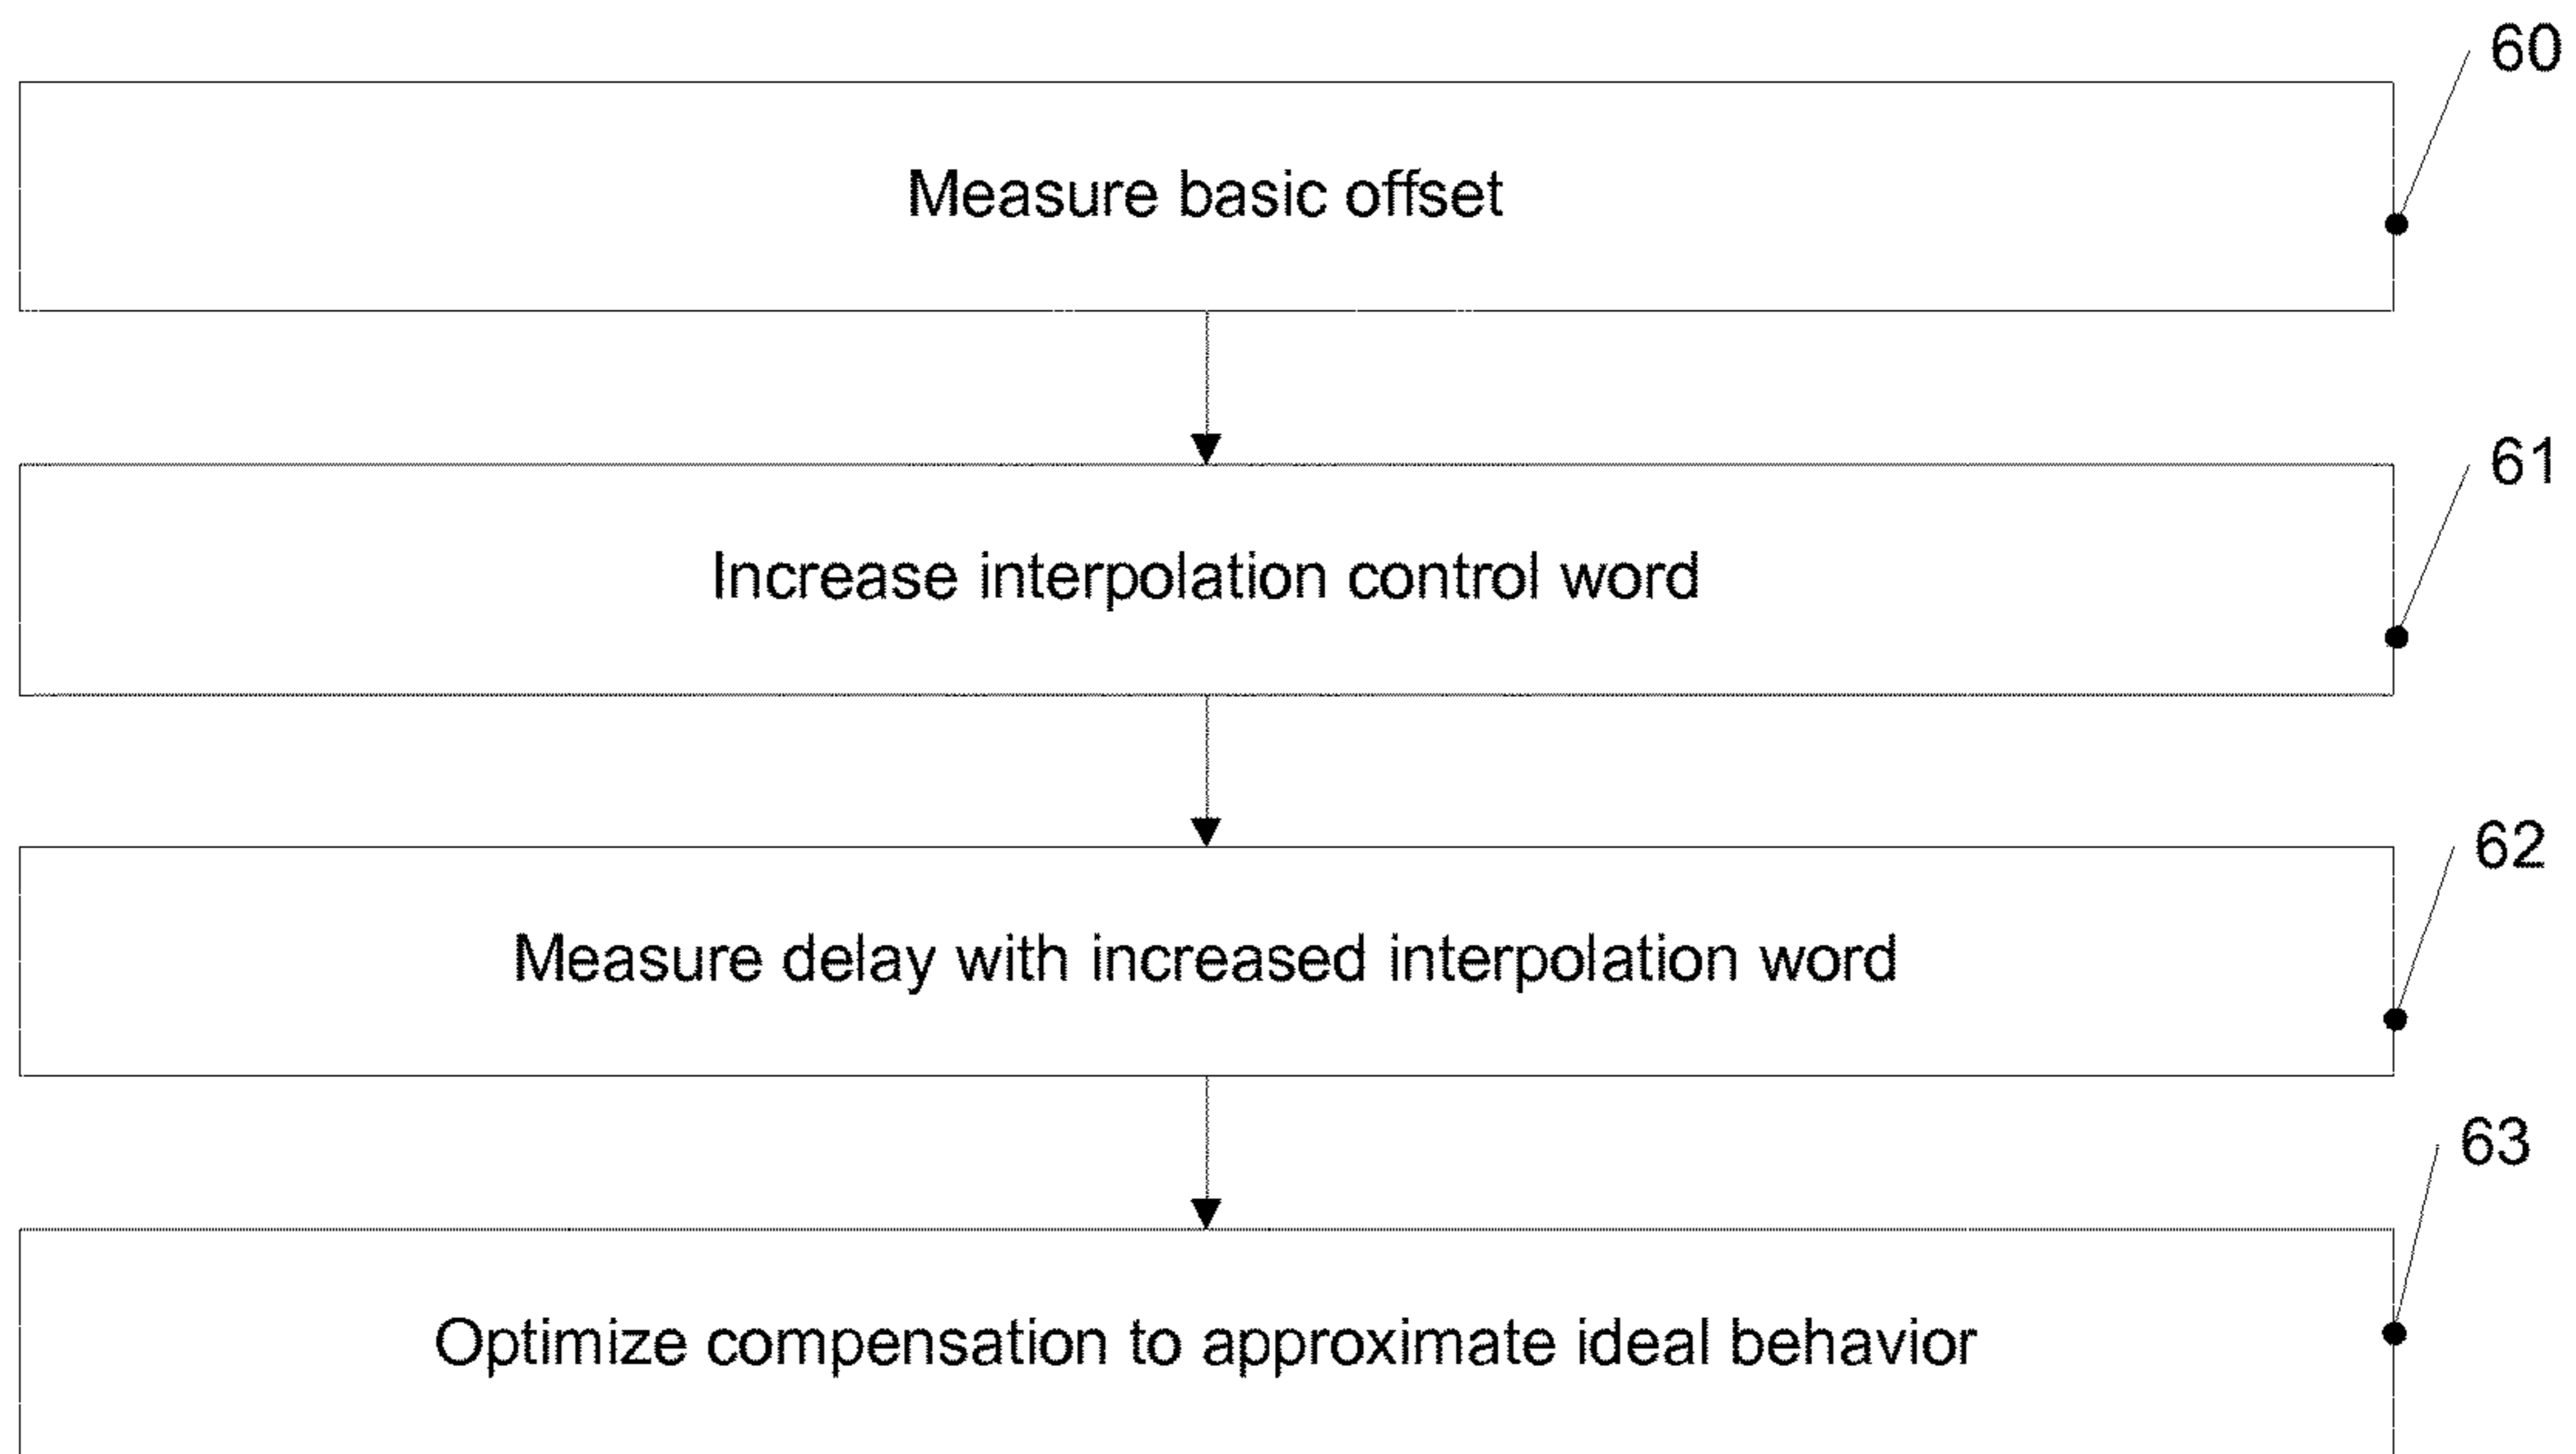 60
Measure basic offset
61
Increase interpolation control word
62
Measure delay with increased interpolation word
63
Optimize compensation to approximate ideal behavior